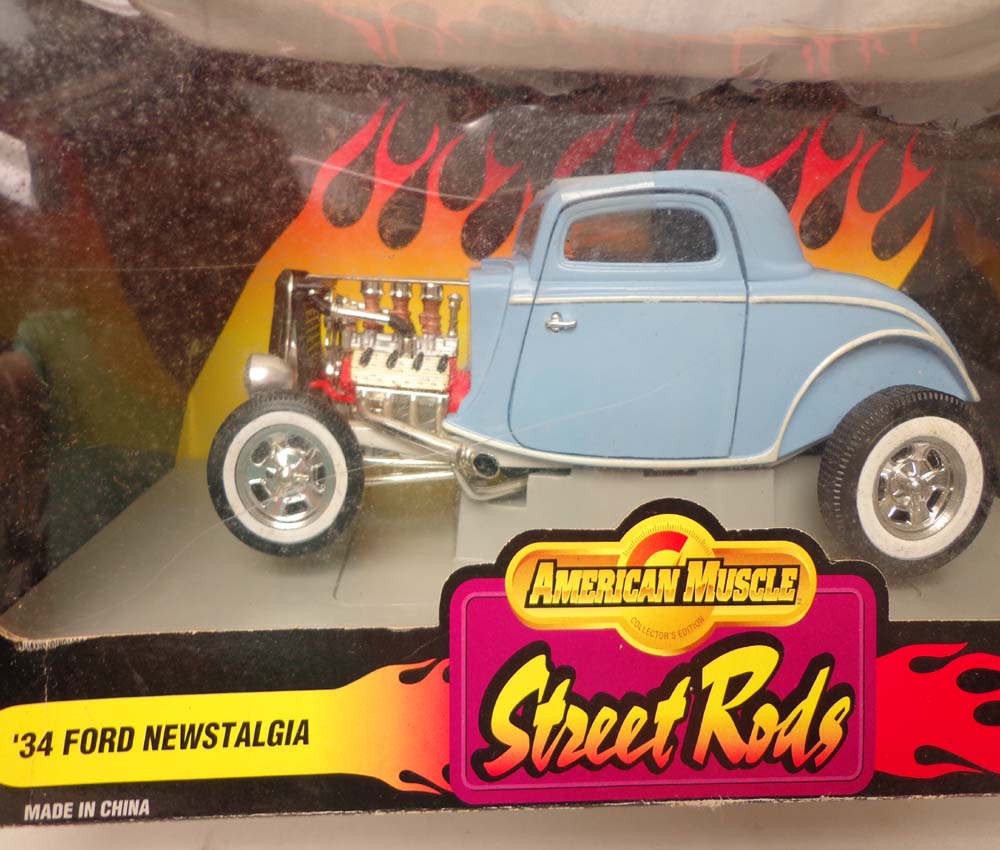 AMERICAN MUSCLE
COLLECTOR'S EDITION
Street Rods
'34 FORD NEWSTALGIA
MADE IN CHINA